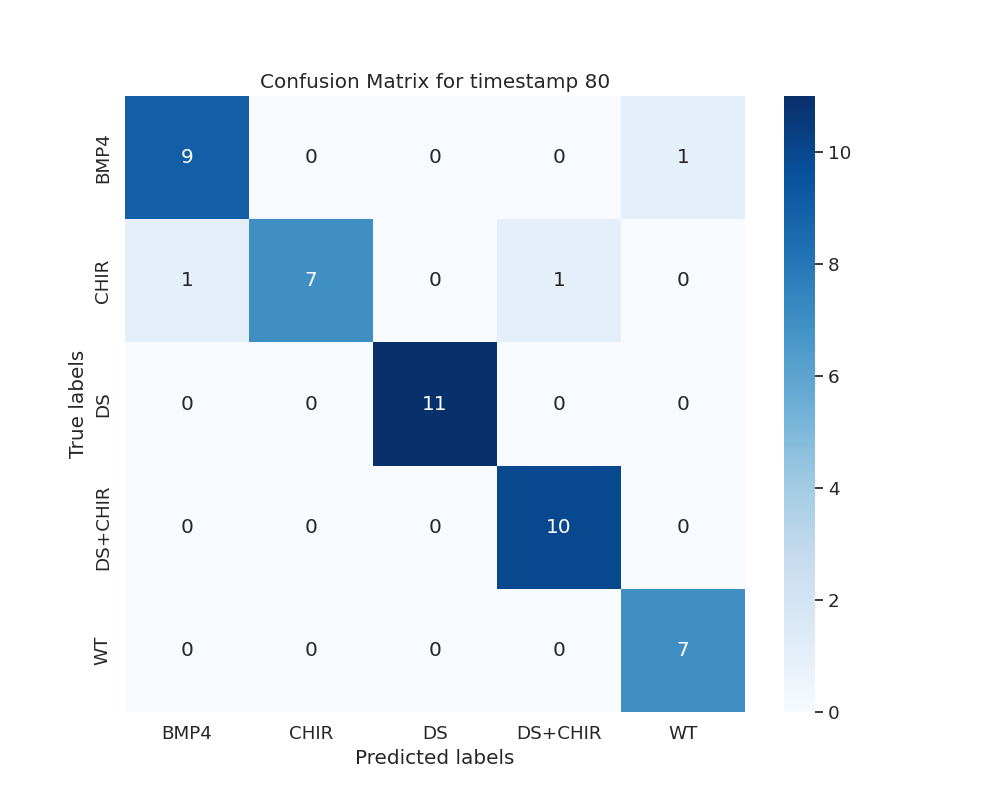 Confusion Matrix for timestamp 80
BMP4 9 0 0 0 1
CHIR 1 7 0 1 0
DS 0 0 11 0 0
DS+CHIR 0 0 0 10 0
WT 0 0 0 0 7
BMP4 CHIR DS DS+CHIR WT
Predicted labels
True labels
10
8
6
4
2
0